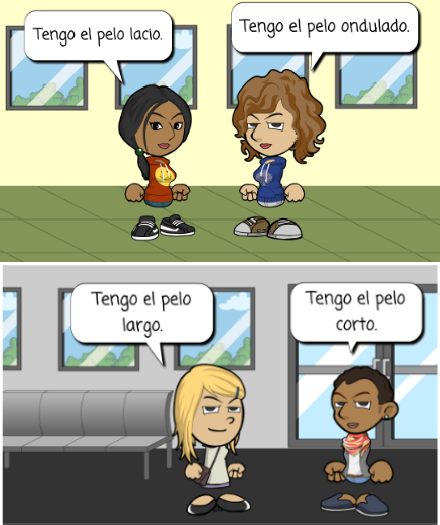 Tengo el pelo lacio.
Tengo el pelo ondulado.
Tengo el pelo
largo.
Tengo el pelo
corto.